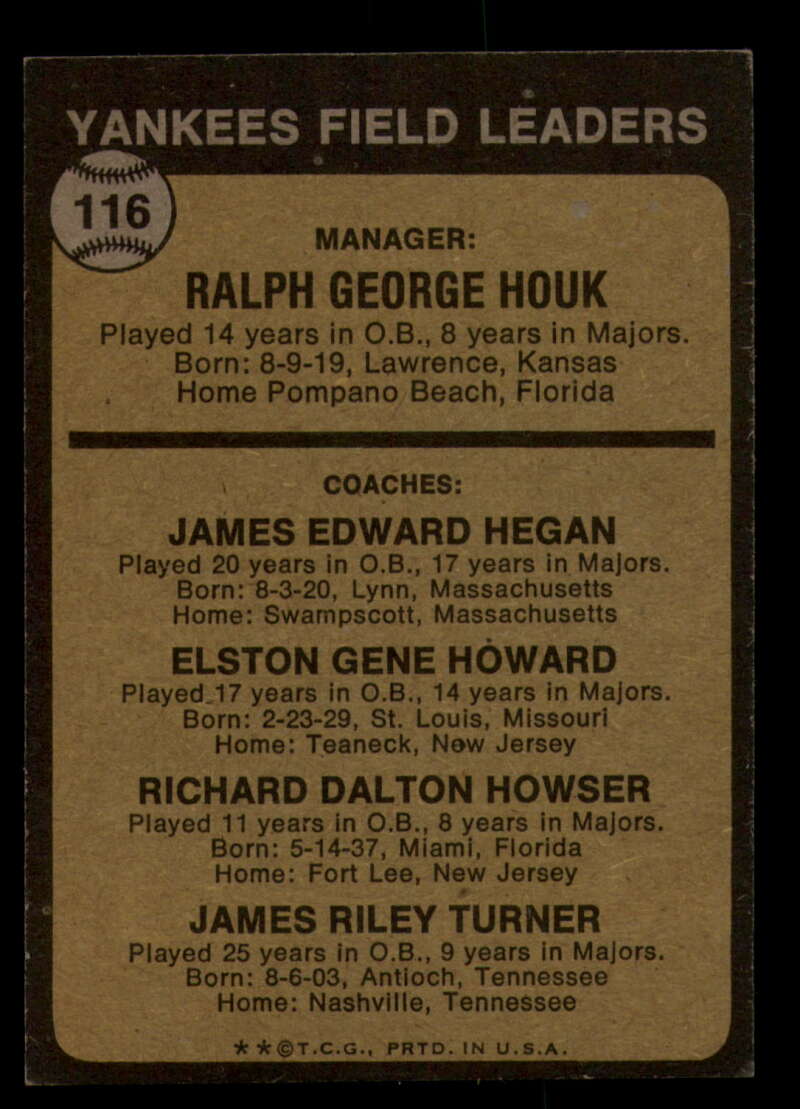 YANKEES FIELD LEADERS
116
MANAGER:
RALPH GEORGE HOUK
Played 14 years in O.B., 8 years in Majors.
Born: 8-9-19, Lawrence, Kansas
Home Pompano Beach, Florida
COACHES:
JAMES EDWARD HEGAN
Played 20 years in O.B., 17 years in Majors.
Born: 8-3-20, Lynn, Massachusetts
Home: Swampscott, Massachusetts
ELSTON GENE HOWARD
Played 17 years in O.B., 14 years in Majors.
Born: 2-23-29, St. Louis, Missouri
Home: Teaneck, New Jersey
RICHARD DALTON HOWSER
Played 11 years in O.B., 8 years in Majors.
Born: 5-14-37, Miami, Florida
Home: Fort Lee, New Jersey
JAMES RILEY TURNER
Played 25 years in O.B., 9 years in Majors.
Born: 8-6-03, Antioch, Tennessee
Home: Nashville, Tennessee
* * © T.C.G., PRTD. IN U.S.A.